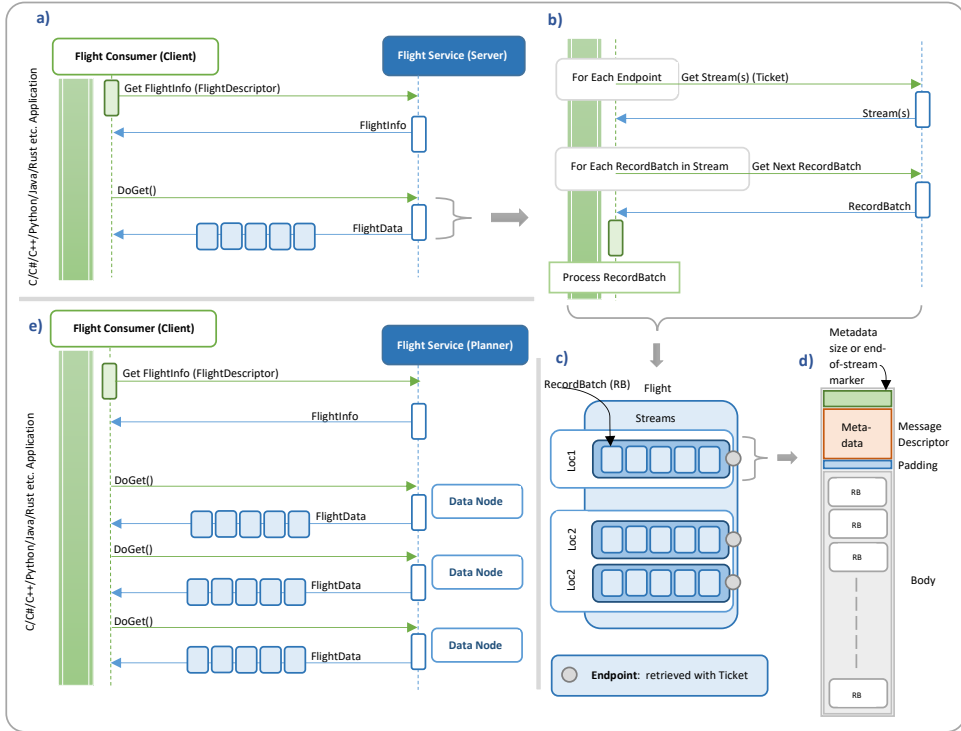 a)
Flight Consumer (Client)
Flight Service (Server)
C/C#/C++/Python/Java/Rust etc. Application
Get FlightInfo (FlightDescriptor)
FlightInfo
DoGet()
FlightData
b)
For Each Endpoint
Get Stream(s) (Ticket)
Stream(s)
For Each RecordBatch in Stream
Get Next RecordBatch
RecordBatch
Process RecordBatch
e)
Flight Consumer (Client)
Flight Service (Planner)
C/C#/C++/Python/Java/Rust etc. Application
Get FlightInfo (FlightDescriptor)
FlightInfo
DoGet()
Data Node
FlightData
DoGet()
Data Node
FlightData
DoGet()
Data Node
FlightData
c)
RecordBatch (RB)
Flight
Streams
Loc1
Loc2
Loc2
Endpoint: retrieved with Ticket
d)
Metadata
size or end-
of-stream
marker
Meta-
data
Message
Descriptor
Padding
RB
RB
RB
Body
RB